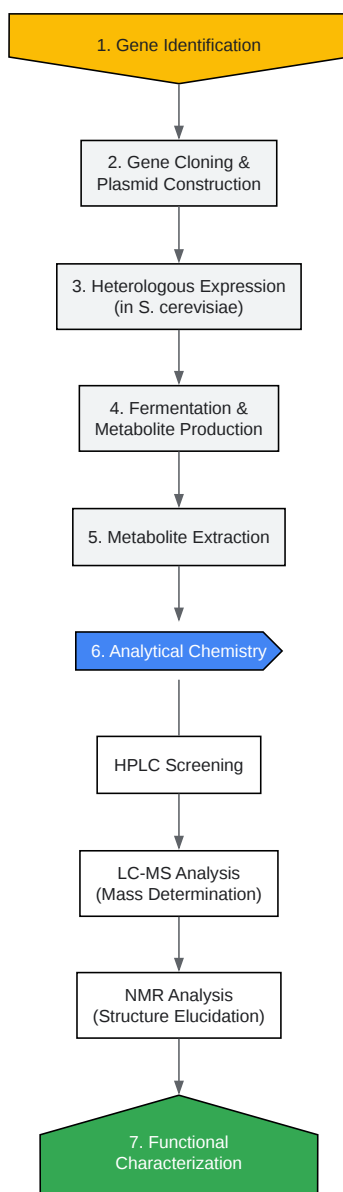 1. Gene Identification
2. Gene Cloning &
Plasmid Construction
3. Heterologous Expression
(in S. cerevisiae)
4. Fermentation &
Metabolite Production
5. Metabolite Extraction
6. Analytical Chemistry
HPLC Screening
LC-MS Analysis
(Mass Determination)
NMR Analysis
(Structure Elucidation)
7. Functional
Characterization